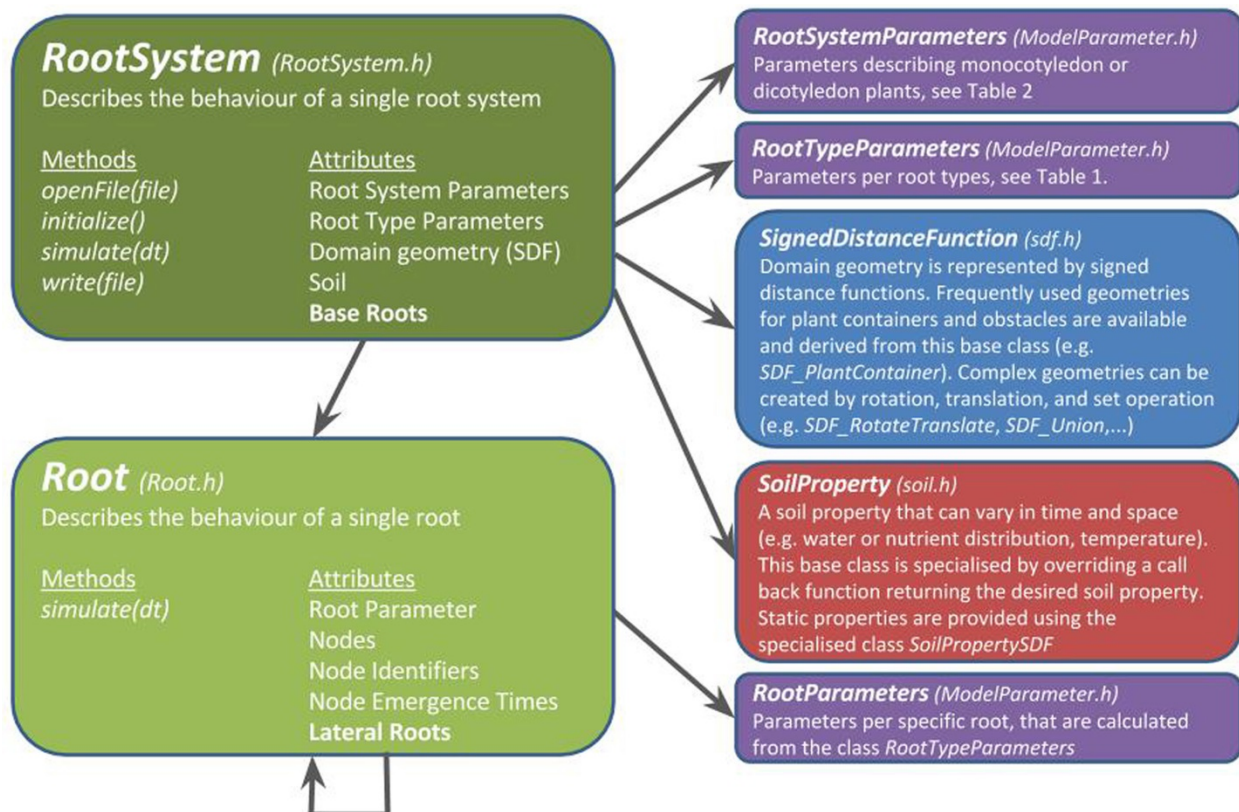 RootSystem (RootSystem.h)
Describes the behaviour of a single root system
Methods
openFile(file)
initialize()
simulate(dt)
write(file)
Attributes
Root System Parameters
Root Type Parameters
Domain geometry (SDF)
Soil
Base Roots
Root (Root.h)
Describes the behaviour of a single root
Methods
simulate(dt)
Attributes
Root Parameter
Nodes
Node Identifiers
Node Emergence Times
Lateral Roots
RootSystemParameters (ModelParameter.h)
Parameters describing monocotyledon or
dicotyledon plants, see Table 2
RootTypeParameters (ModelParameter.h)
Parameters per root types, see Table 1.
SignedDistanceFunction (sdf.h)
Domain geometry is represented by signed
distance functions. Frequently used geometries
for plant containers and obstacles are available
and derived from this base class (e.g.
SDF_PlantContainer). Complex geometries can be
created by rotation, translation, and set operation
(e.g. SDF_RotateTranslate, SDF_Union,...)
SoilProperty (soil.h)
A soil property that can vary in time and space
(e.g. water or nutrient distribution, temperature).
This base class is specialised by overriding a call
back function returning the desired soil property.
Static properties are provided using the
specialised class SoilPropertySDF
RootParameters (ModelParameter.h)
Parameters per specific root, that are calculated
from the class RootTypeParameters